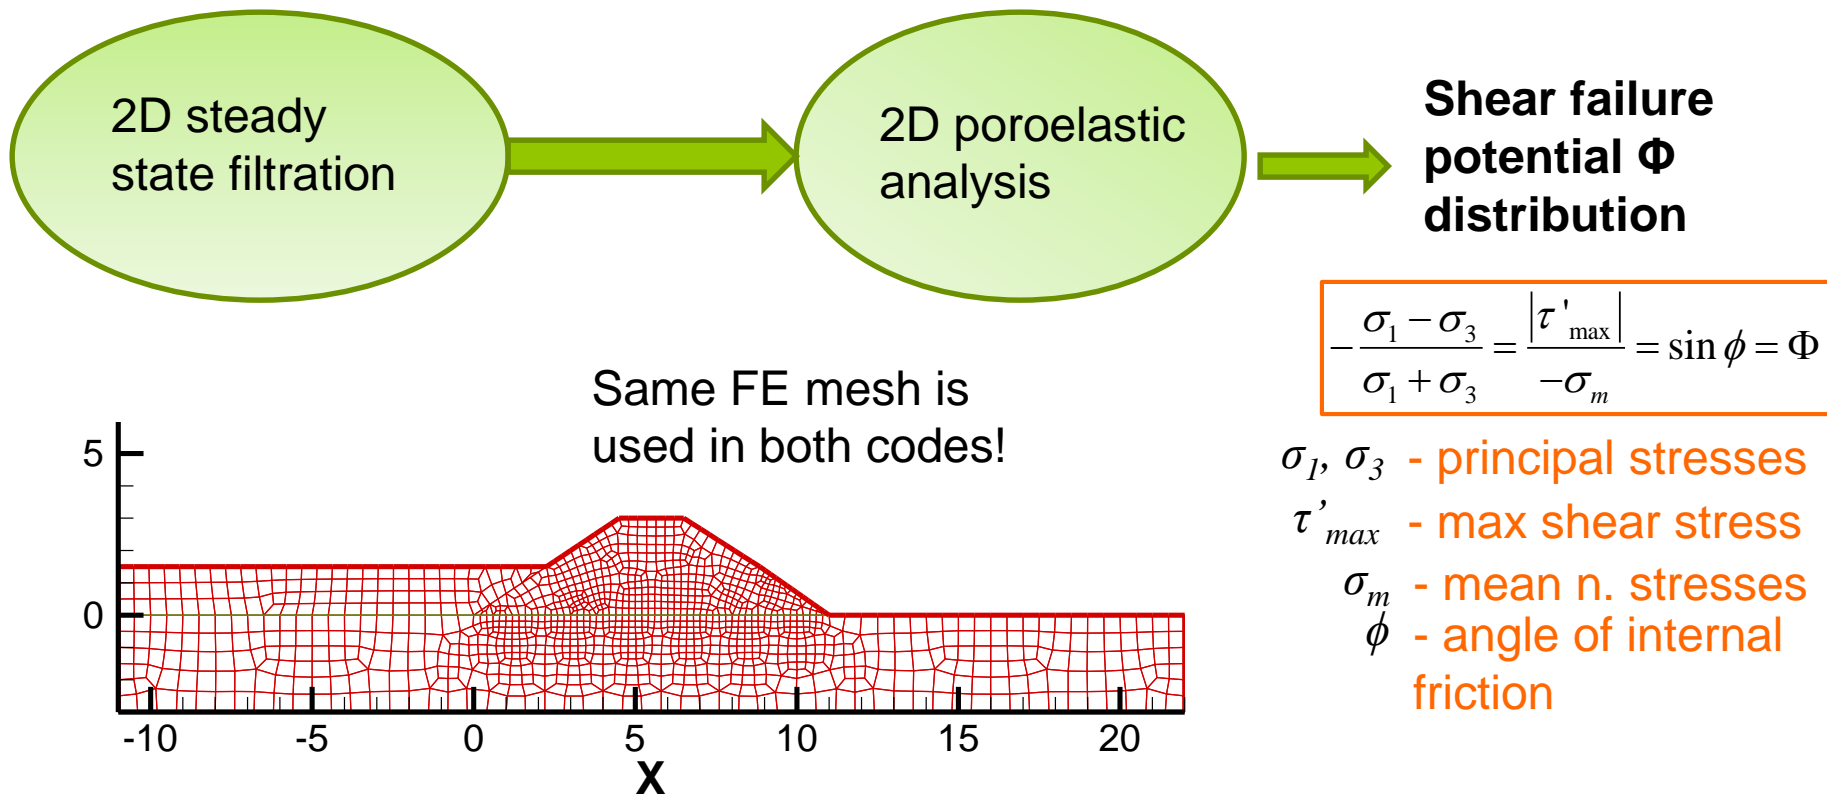 2D steady
state filtration
2D poroelastic
analysis
Shear failure
potential Φ
distribution
−(σ₁ − σ₃)/(σ₁ + σ₃) = |τ'max|/(−σm) = sin ϕ = Φ
Same FE mesh is
used in both codes!
σ1, σ3 - principal stresses
τ’max - max shear stress
σm - mean n. stresses
ϕ - angle of internal
friction
5
0
-10 -5 0 5 10 15 20
X